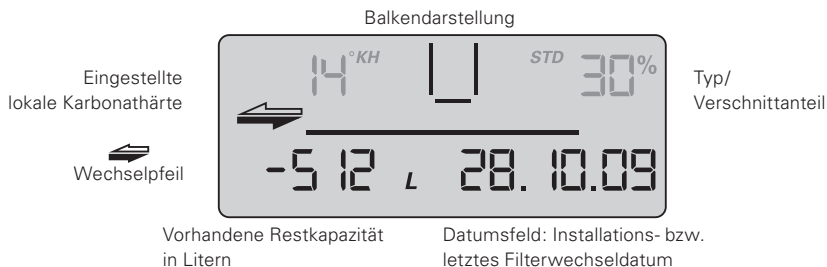 Balkendarstellung
Eingestellte
lokale Karbonathärte
14 °KH
STD 30%
Typ/
Verschnittanteil
Wechselpfeil
-512 L 28.10.09
Vorhandene Restkapazität
in Litern
Datumsfeld: Installations- bzw.
letztes Filterwechseldatum